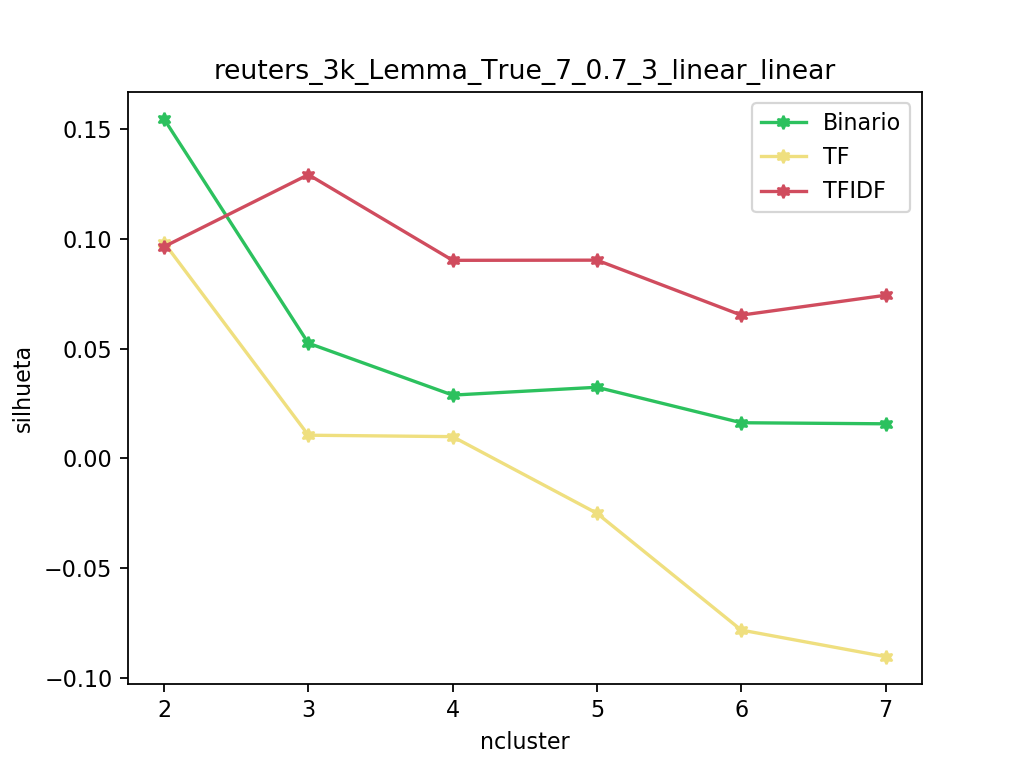 reuters_3k_Lemma_True_7_0.7_3_linear_linear
Binario
TF
TFIDF
0.15
0.10
0.05
0.00
−0.05
−0.10
silhueta
2 3 4 5 6 7
ncluster